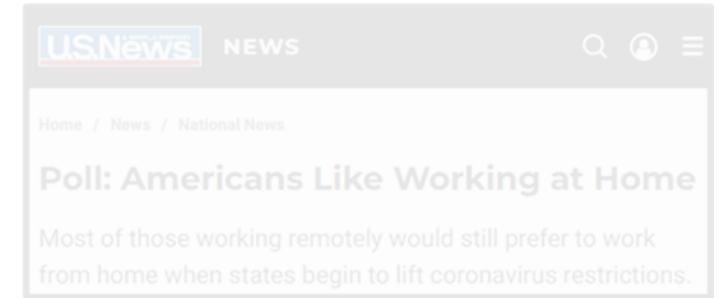 U.S.News NEWS
Home / News / National News
Poll: Americans Like Working at Home
Most of those working remotely would still prefer to work
from home when states begin to lift coronavirus restrictions.